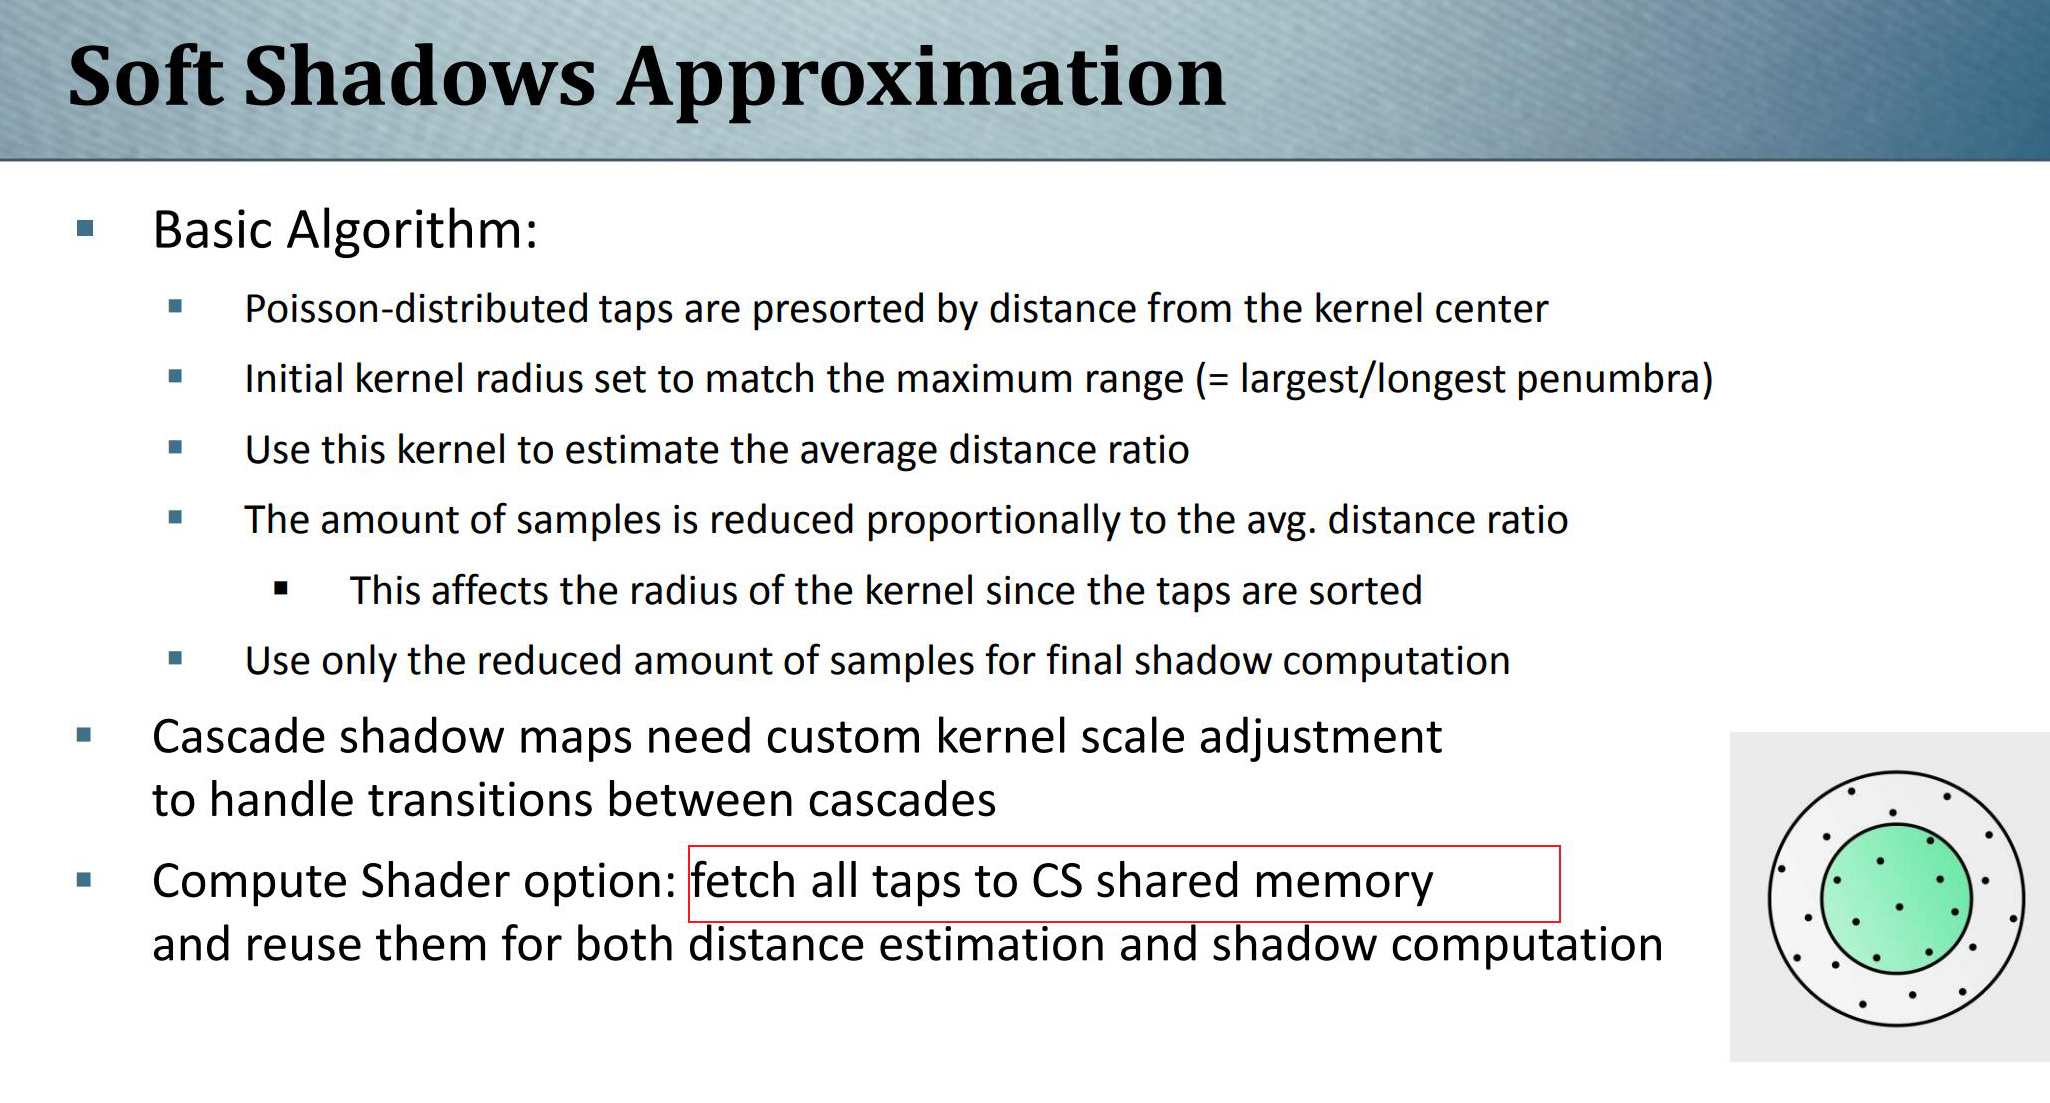 Soft Shadows Approximation
Basic Algorithm:
Poisson-distributed taps are presorted by distance from the kernel center
Initial kernel radius set to match the maximum range (= largest/longest penumbra)
Use this kernel to estimate the average distance ratio
The amount of samples is reduced proportionally to the avg. distance ratio
This affects the radius of the kernel since the taps are sorted
Use only the reduced amount of samples for final shadow computation
Cascade shadow maps need custom kernel scale adjustment
to handle transitions between cascades
Compute Shader option: fetch all taps to CS shared memory
and reuse them for both distance estimation and shadow computation